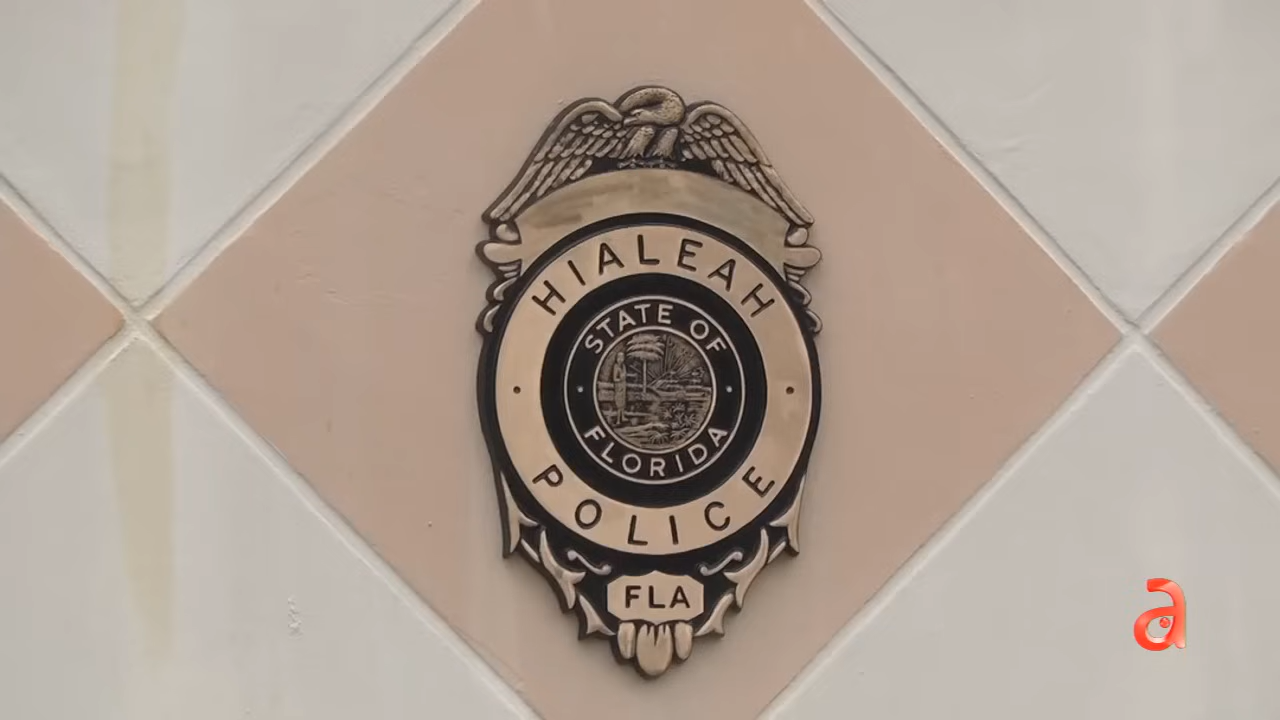 HIALEAH
STATE OF
FLORIDA
POLICE
FLA
a